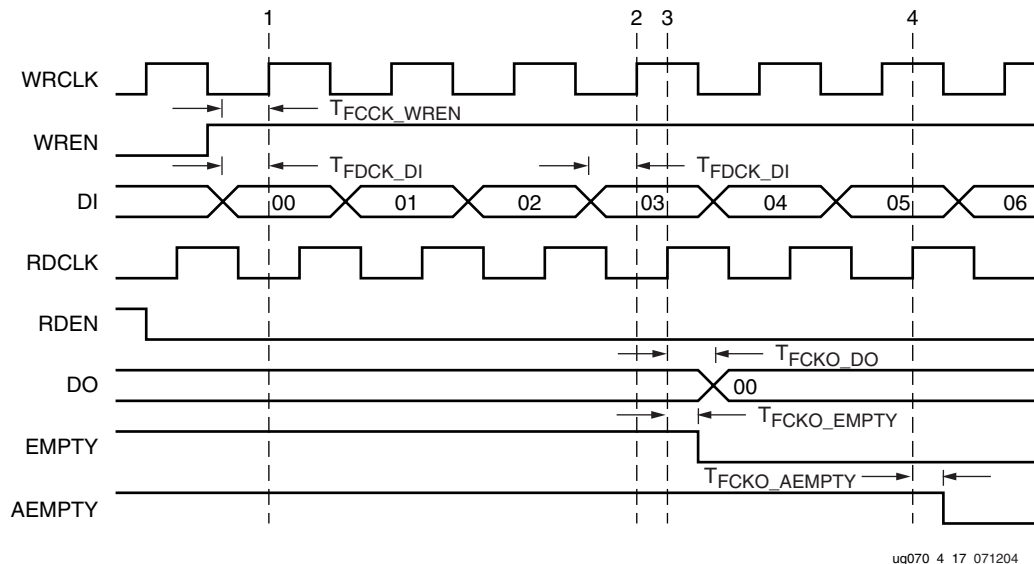 1 2 3 4
WRCLK
T_FCCK_WREN
WREN
T_FDCK_DI T_FDCK_DI
DI 00 01 02 03 04 05 06
RDCLK
RDEN
T_FCKO_DO
DO 00
T_FCKO_EMPTY
EMPTY
T_FCKO_AEMPTY
AEMPTY
ug070_4_17_071204